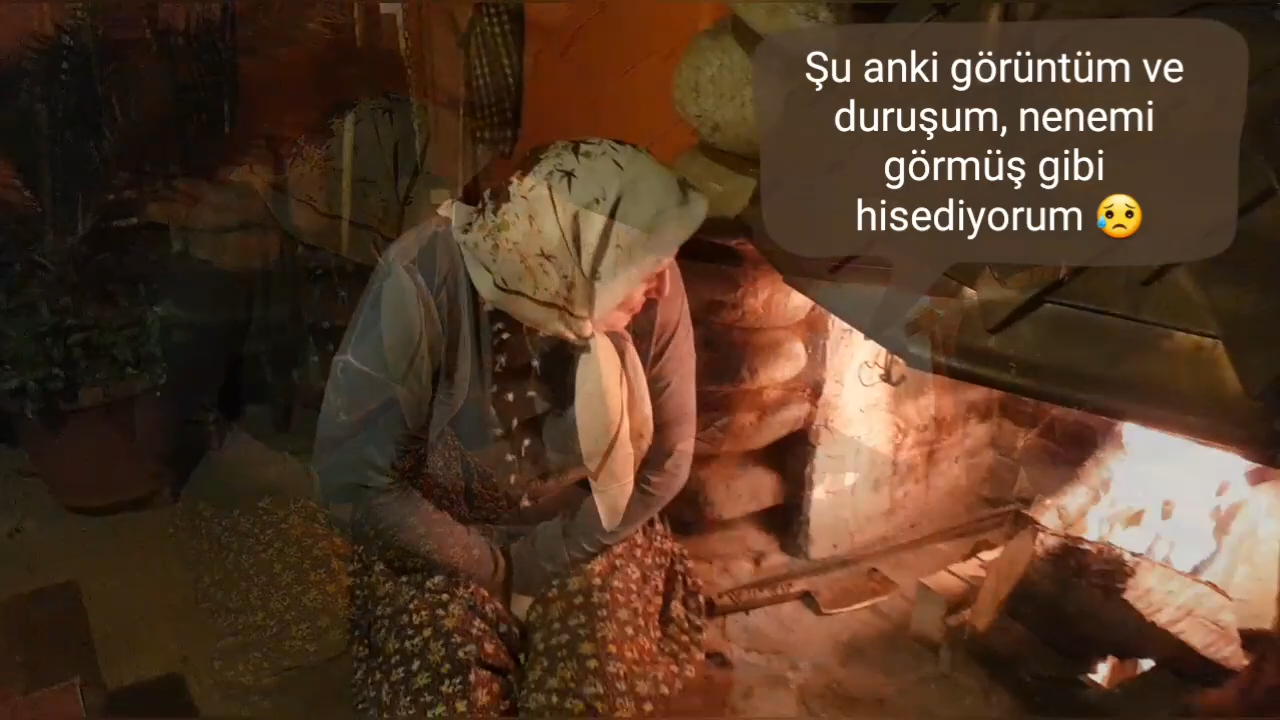 Şu anki görüntüm ve
duruşum, nenemi
görmüş gibi
hisediyorum 😥